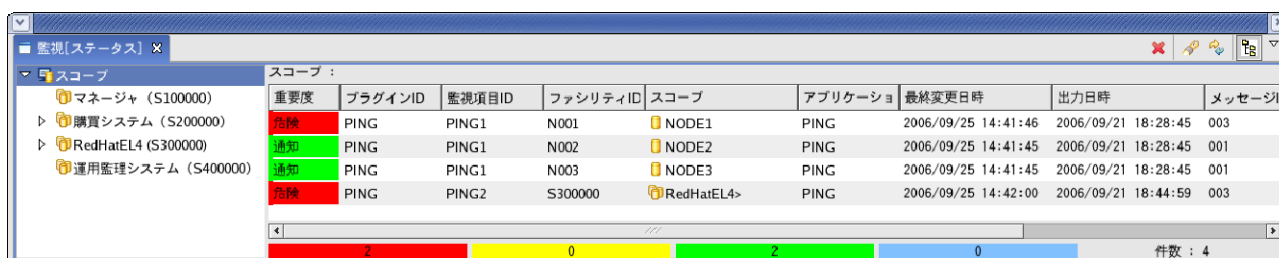 監視[ステータス]
スコープ
マネージャ (S100000)
購買システム (S200000)
RedHatEL4 (S300000)
運用監理システム (S400000)
スコープ :
重要度 プラグインID 監視項目ID ファシリティID スコープ アプリケーショ 最終変更日時 出力日時 メッセージI
危険 PING PING1 N001 NODE1 PING 2006/09/25 14:41:46 2006/09/21 18:28:45 003
通知 PING PING1 N002 NODE2 PING 2006/09/25 14:41:45 2006/09/21 18:28:45 001
通知 PING PING1 N003 NODE3 PING 2006/09/25 14:41:45 2006/09/21 18:28:45 001
危険 PING PING2 S300000 RedHatEL4> PING 2006/09/25 14:42:00 2006/09/21 18:44:59 003
2 0 2 0 件数 : 4